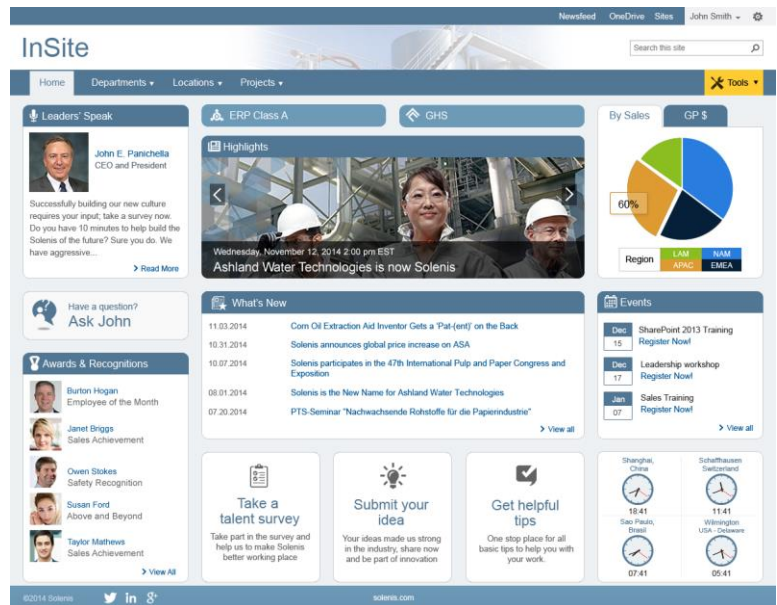 Newsfeed OneDrive Sites John Smith
InSite
Search this site
Home Departments Locations Projects Tools
Leaders' Speak
John E. Panichella
CEO and President
Successfully building our new culture
requires your input; take a survey now.
Do you have 10 minutes to help build the
Solenis of the future? Sure you do. We
have aggressive...
Read More
Have a question?
Ask John
Awards & Recognitions
Burton Hogan
Employee of the Month
Janet Briggs
Sales Achievement
Owen Stokes
Safety Recognition
Susan Ford
Above and Beyond
Taylor Mathews
Sales Achievement
View All
ERP Class A
GHS
Highlights
Wednesday, November 12, 2014 2:00 pm EST
Ashland Water Technologies is now Solenis
What's New
11.03.2014 Corn Oil Extraction Aid Inventor Gets a 'Pat-(ent)' on the Back
10.31.2014 Solenis announces global price increase on ASA
10.07.2014 Solenis participates in the 47th International Pulp and Paper Congress and
Exposition
08.01.2014 Solenis is the New Name for Ashland Water Technologies
07.20.2014 PTS-Seminar "Nachwachsende Rohstoffe für die Papierindustrie"
View all
Take a
talent survey
Take part in the survey and
help us to make Solenis
better working place
Submit your
idea
Your ideas made us strong
in the industry, share now
and be part of innovation
Get helpful
tips
One stop place for all
basic tips to help you with
your work.
By Sales GP $
60%
Region
LAM NAM
APAC EMEA
Events
Dec 15 SharePoint 2013 Training
Register Now!
Dec 17 Leadership workshop
Register Now!
Jan 07 Sales Training
Register Now!
View all
Shanghai,
China
18:41
Schaffhausen
Switzerland
11:41
Sao Paulo,
Brasil
07:41
Wilmington
USA - Delaware
05:41
©2014 Solenis
solenis.com